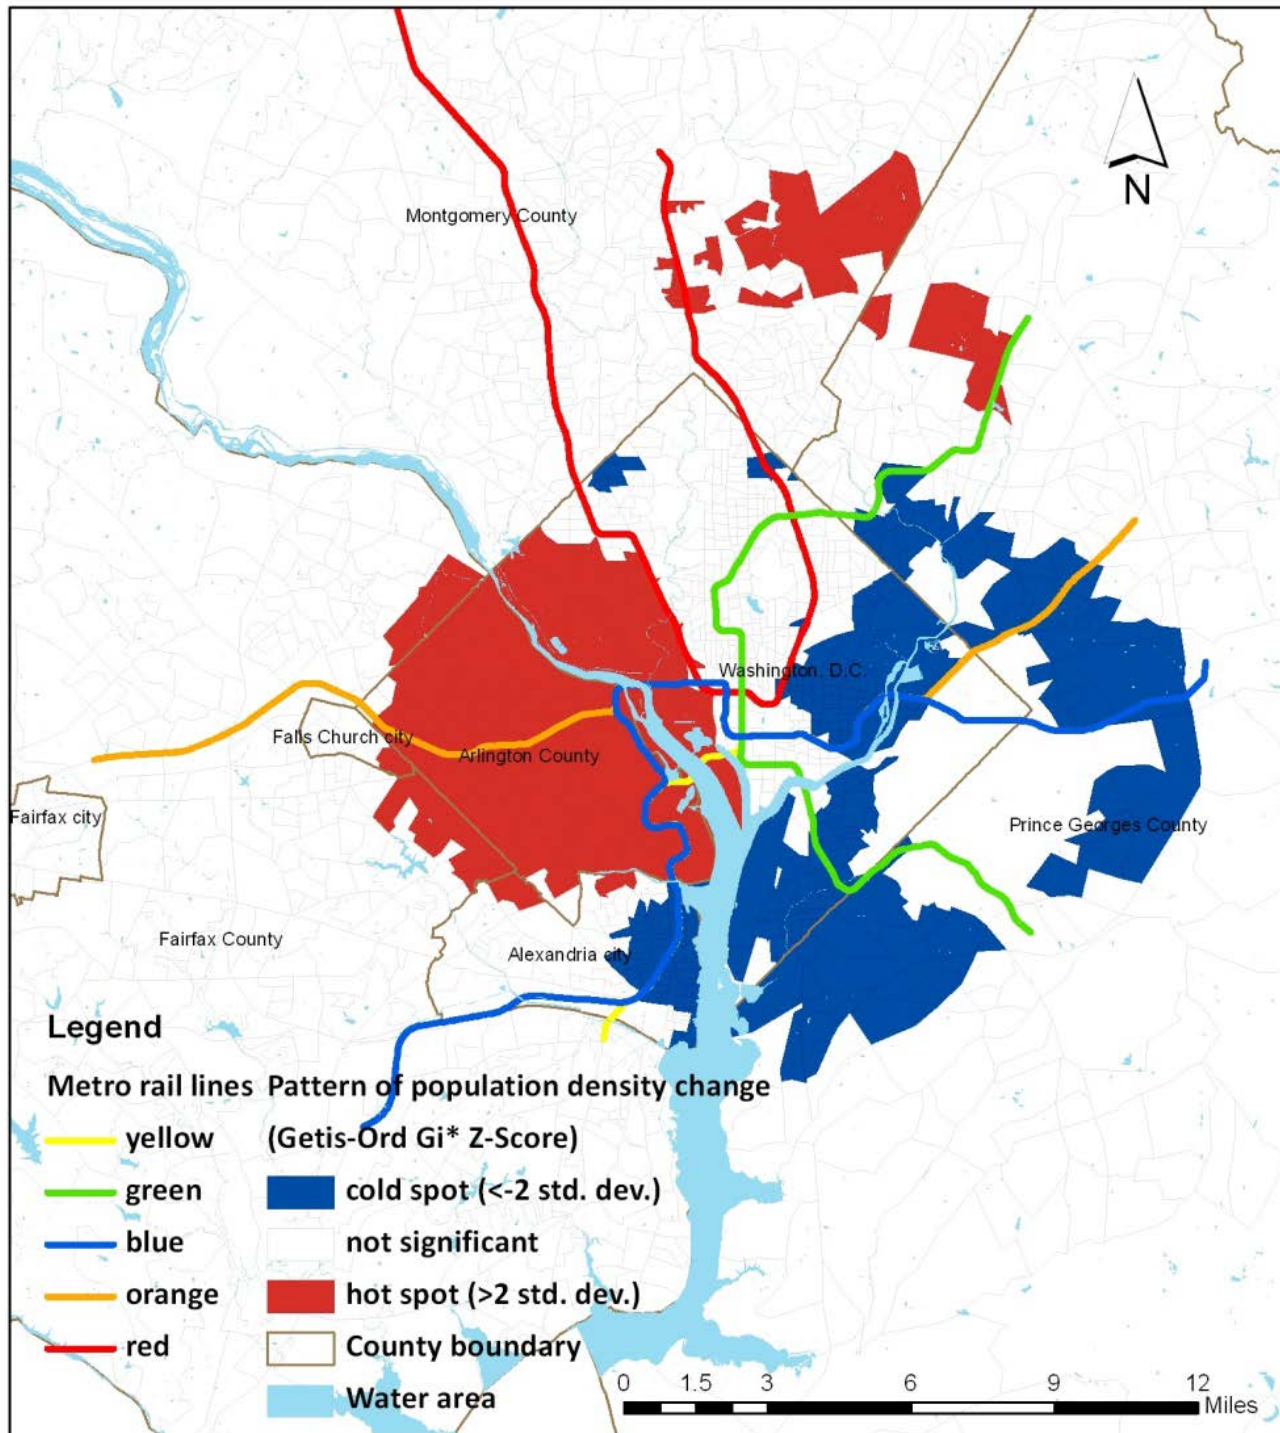 N
Montgomery County
Washington, D.C.
Falls Church city
Arlington County
Fairfax city
Prince Georges County
Fairfax County
Alexandria city
Legend
Metro rail lines
yellow
green
blue
orange
red
Pattern of population density change
(Getis-Ord Gi* Z-Score)
cold spot (<-2 std. dev.)
not significant
hot spot (>2 std. dev.)
County boundary
Water area
0 1.5 3 6 9 12
Miles